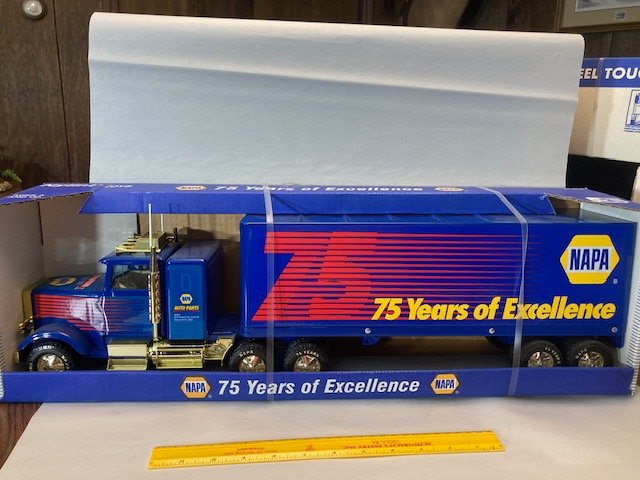 EEL TOU
NAPA 75 Years of Excellence NAPA
75
NAPA
75 Years of Excellence
NAPA
AUTO PARTS
NAPA 75 Years of Excellence NAPA